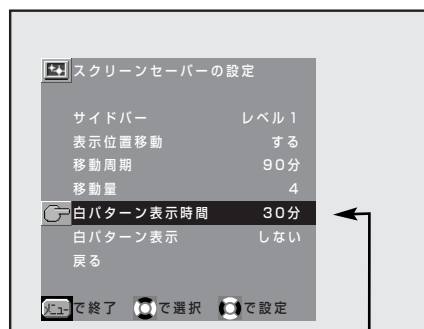 スクリーンセーバーの設定
サイドバー レベル1
表示位置移動 する
移動周期 90分
移動量 4
白パターン表示時間 30分
白パターン表示 しない
戻る
メニューで終了 で選択 で設定